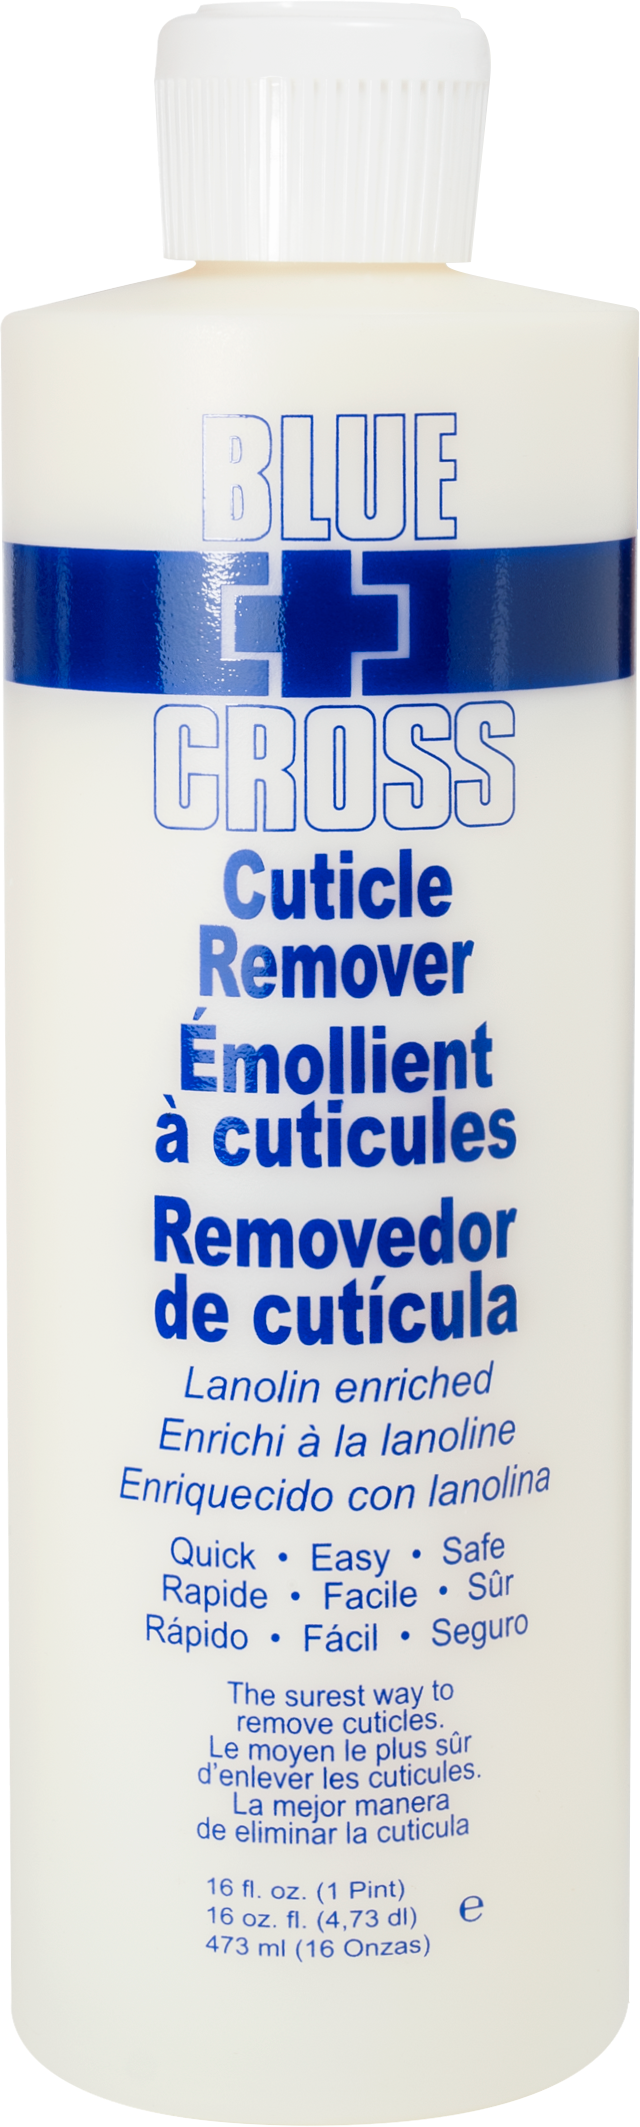 BLUE
CROSS
Cuticle
Remover
Émollient
à cuticules
Removedor
de cutícula
Lanolin enriched
Enrichi à la lanoline
Enriquecido con lanolina
Quick • Easy • Safe
Rapide • Facile • Sûr
Rápido • Fácil • Seguro
The surest way to
remove cuticles.
Le moyen le plus sûr
d'enlever les cuticules.
La mejor manera
de eliminar la cuticula
16 fl. oz. (1 Pint)
16 oz. fl. (4,73 dl) ℮
473 ml (16 Onzas)